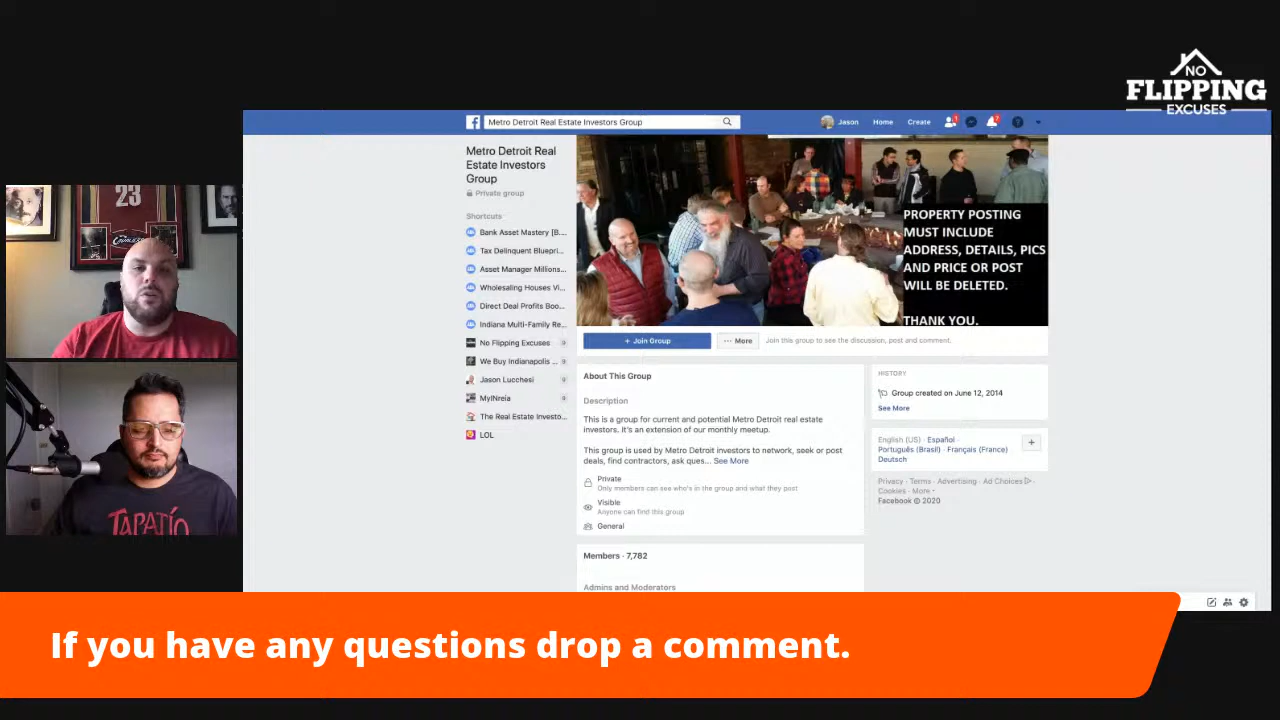 NO
FLIPPING
EXCUSES
Metro Detroit Real Estate Investors Group
Jason
Home
Create
Metro Detroit Real
Estate Investors
Group
Private group
Shortcuts
Bank Asset Mastery [B...
Tax Delinquent Bluepri...
Asset Manager Millions...
Wholesaling Houses Vi...
Direct Deal Profits Boo...
Indiana Multi-Family Re...
No Flipping Excuses 9
We Buy Indianapolis ... 9
Jason Lucchesi 9
MyINreia 9
The Real Estate Investo...
LOL
PROPERTY POSTING
MUST INCLUDE
ADDRESS, DETAILS, PICS
AND PRICE OR POST
WILL BE DELETED.
THANK YOU.
+ Join Group
··· More
Join this group to see the discussion, post and comment.
About This Group
Description
This is a group for current and potential Metro Detroit real estate
investors. It's an extension of our monthly meetup.
This group is used by Metro Detroit investors to network, seek or post
deals, find contractors, ask ques... See More
Private
Only members can see who's in the group and what they post
Visible
Anyone can find this group
General
Members · 7,782
Admins and Moderators
HISTORY
Group created on June 12, 2014
See More
English (US) · Español ·
Português (Brasil) · Français (France) ·
Deutsch
Privacy · Terms · Advertising · Ad Choices ·
Cookies · More
Facebook © 2020
23
CAVALIERS
TAPATÍO
If you have any questions drop a comment.